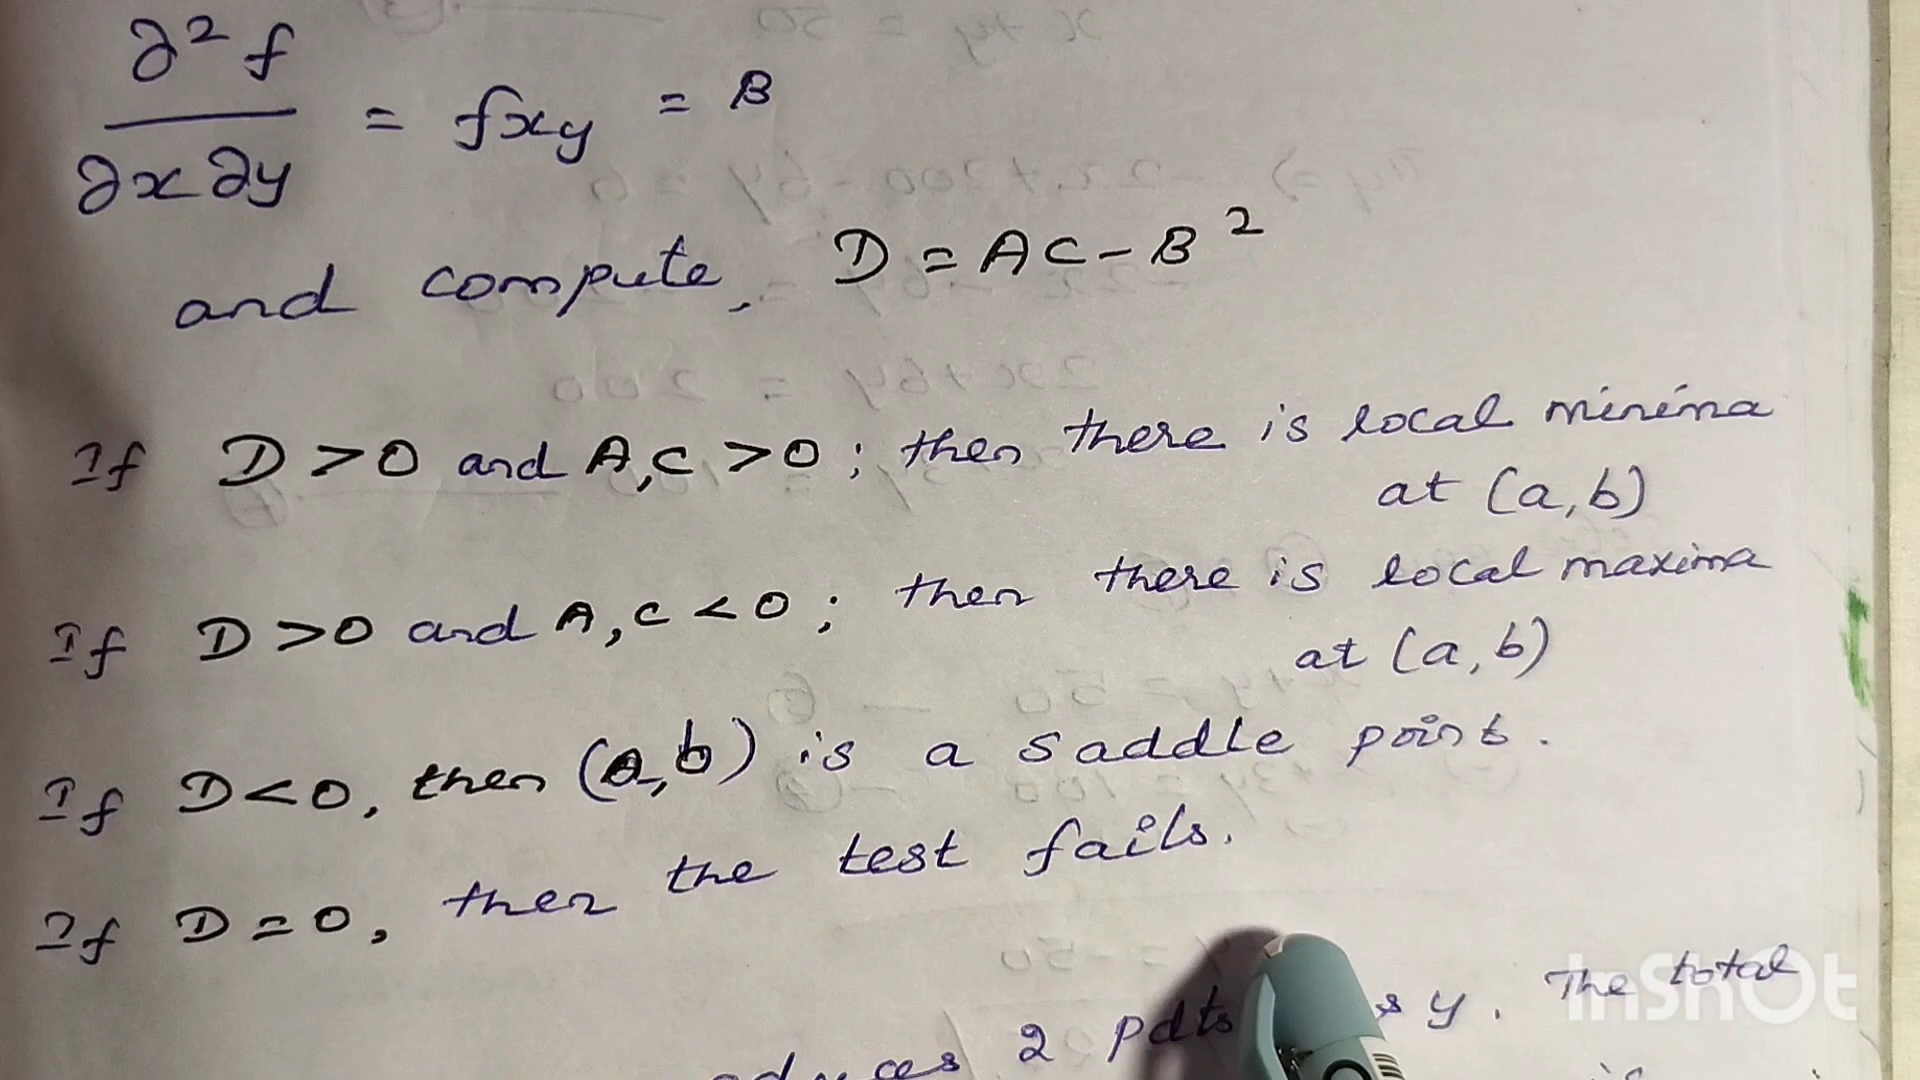 ∂²f
―― = fxy = B
∂x∂y
and compute, D = AC - B²
If D > 0 and A, C > 0 ; then there is local minima
at (a, b)
If D > 0 and A, C < 0 ; then there is local maxima
at (a, b)
If D < 0, then (a, b) is a saddle point.
If D = 0, then the test fails.
2 pdts y. The total
InShOt